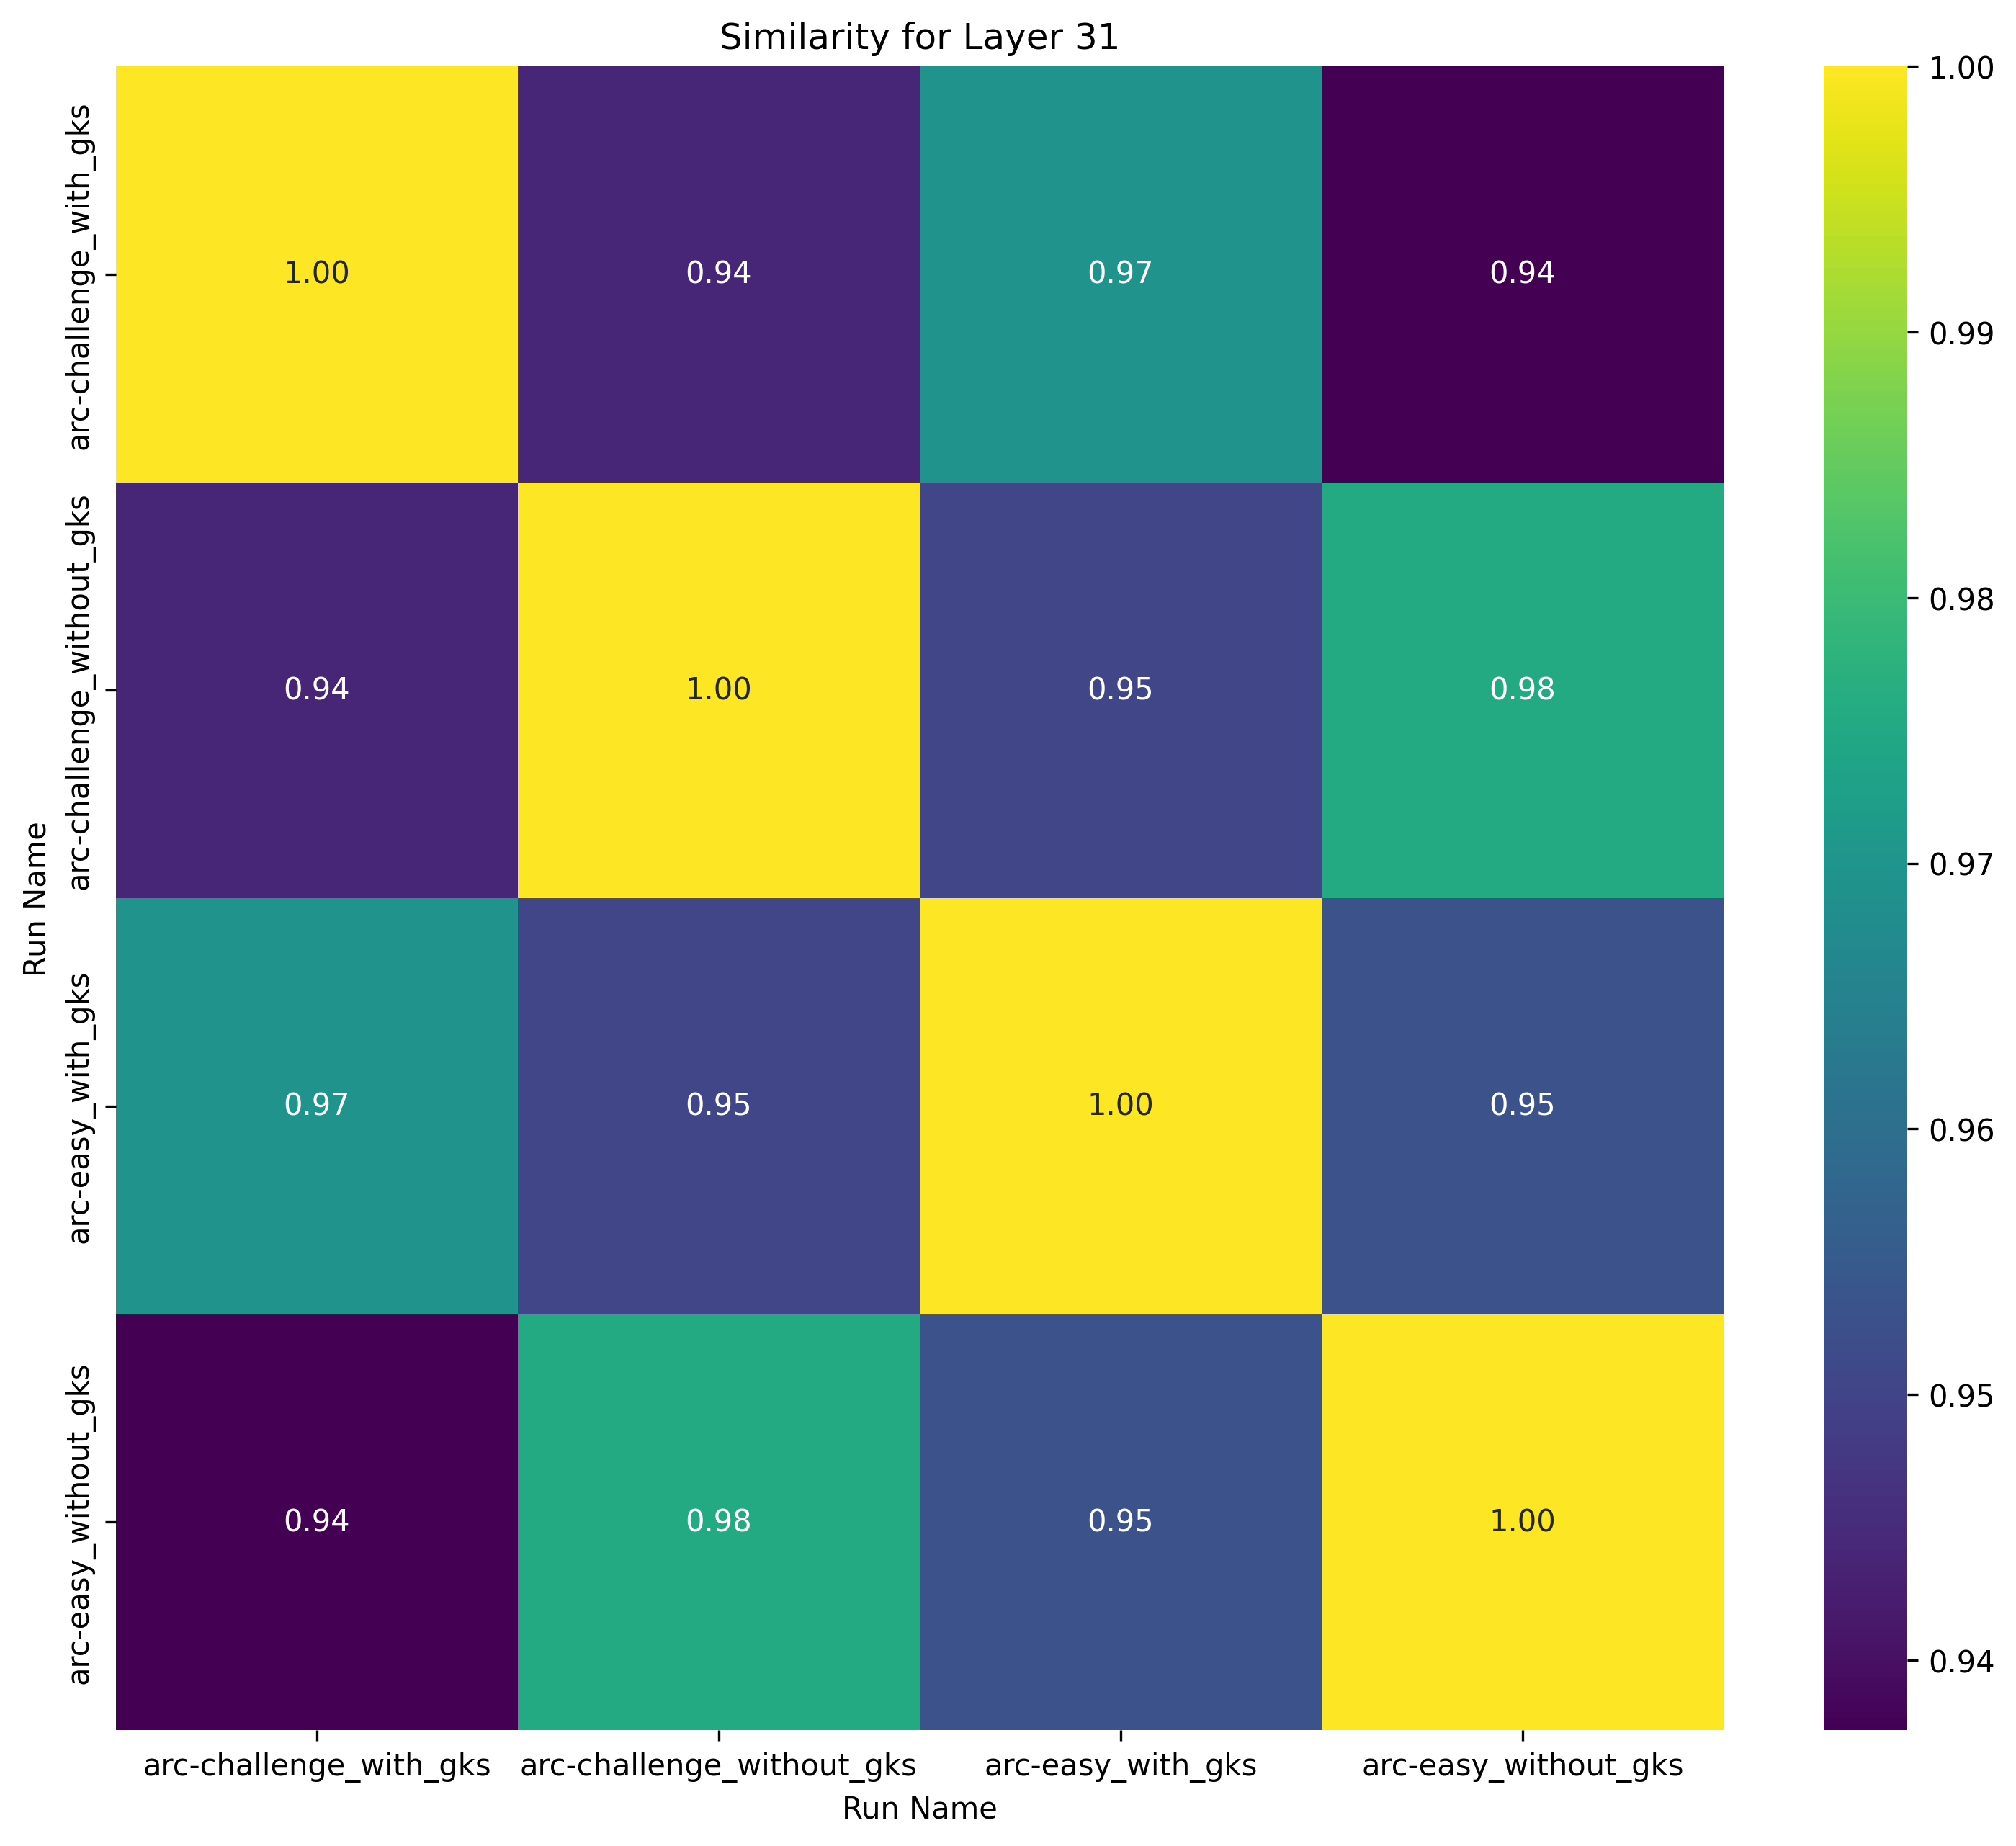 Similarity for Layer 31
Run Name
arc-challenge_with_gks
1.00 0.94 0.97 0.94
arc-challenge_without_gks
0.94 1.00 0.95 0.98
arc-easy_with_gks
0.97 0.95 1.00 0.95
arc-easy_without_gks
0.94 0.98 0.95 1.00
arc-challenge_with_gks arc-challenge_without_gks arc-easy_with_gks arc-easy_without_gks
Run Name
1.00
0.99
0.98
0.97
0.96
0.95
0.94